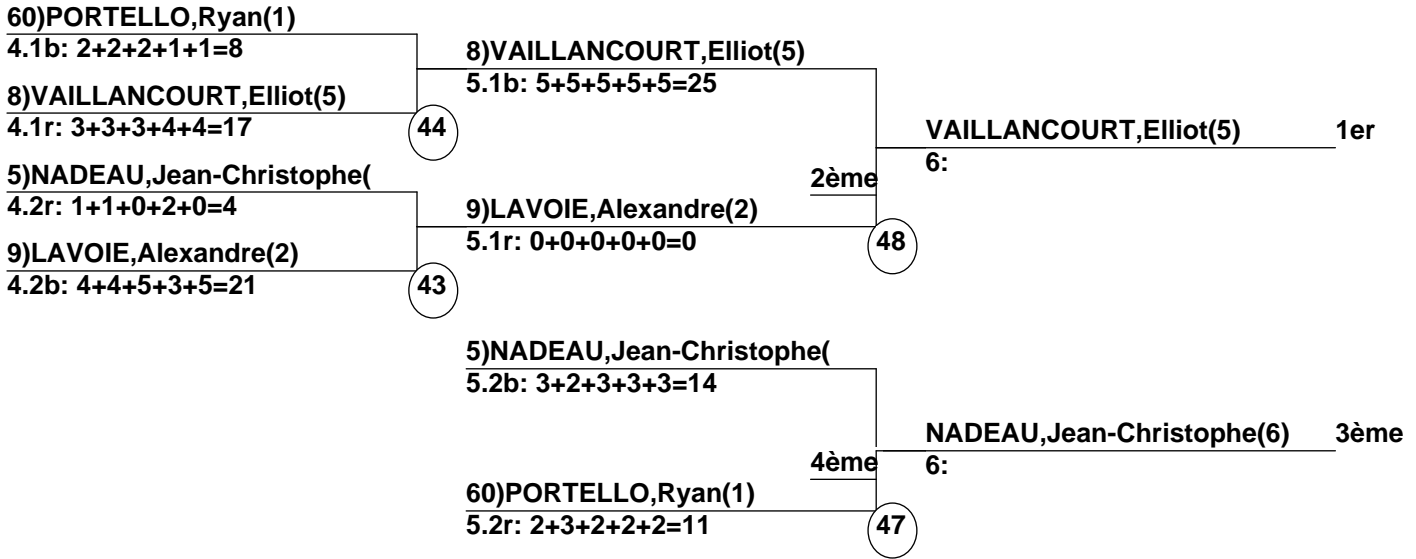 60)PORTELLO,Ryan(1)
4.1b: 2+2+2+1+1=8
8)VAILLANCOURT,Elliot(5)
4.1r: 3+3+3+4+4=17
44
5)NADEAU,Jean-Christophe(
4.2r: 1+1+0+2+0=4
9)LAVOIE,Alexandre(2)
4.2b: 4+4+5+3+5=21
43
8)VAILLANCOURT,Elliot(5)
5.1b: 5+5+5+5+5=25
9)LAVOIE,Alexandre(2)
5.1r: 0+0+0+0+0=0
2ème
48
VAILLANCOURT,Elliot(5) 1er
6:
5)NADEAU,Jean-Christophe(
5.2b: 3+2+3+3+3=14
60)PORTELLO,Ryan(1)
5.2r: 2+3+2+2+2=11
4ème
47
NADEAU,Jean-Christophe(6) 3ème
6: